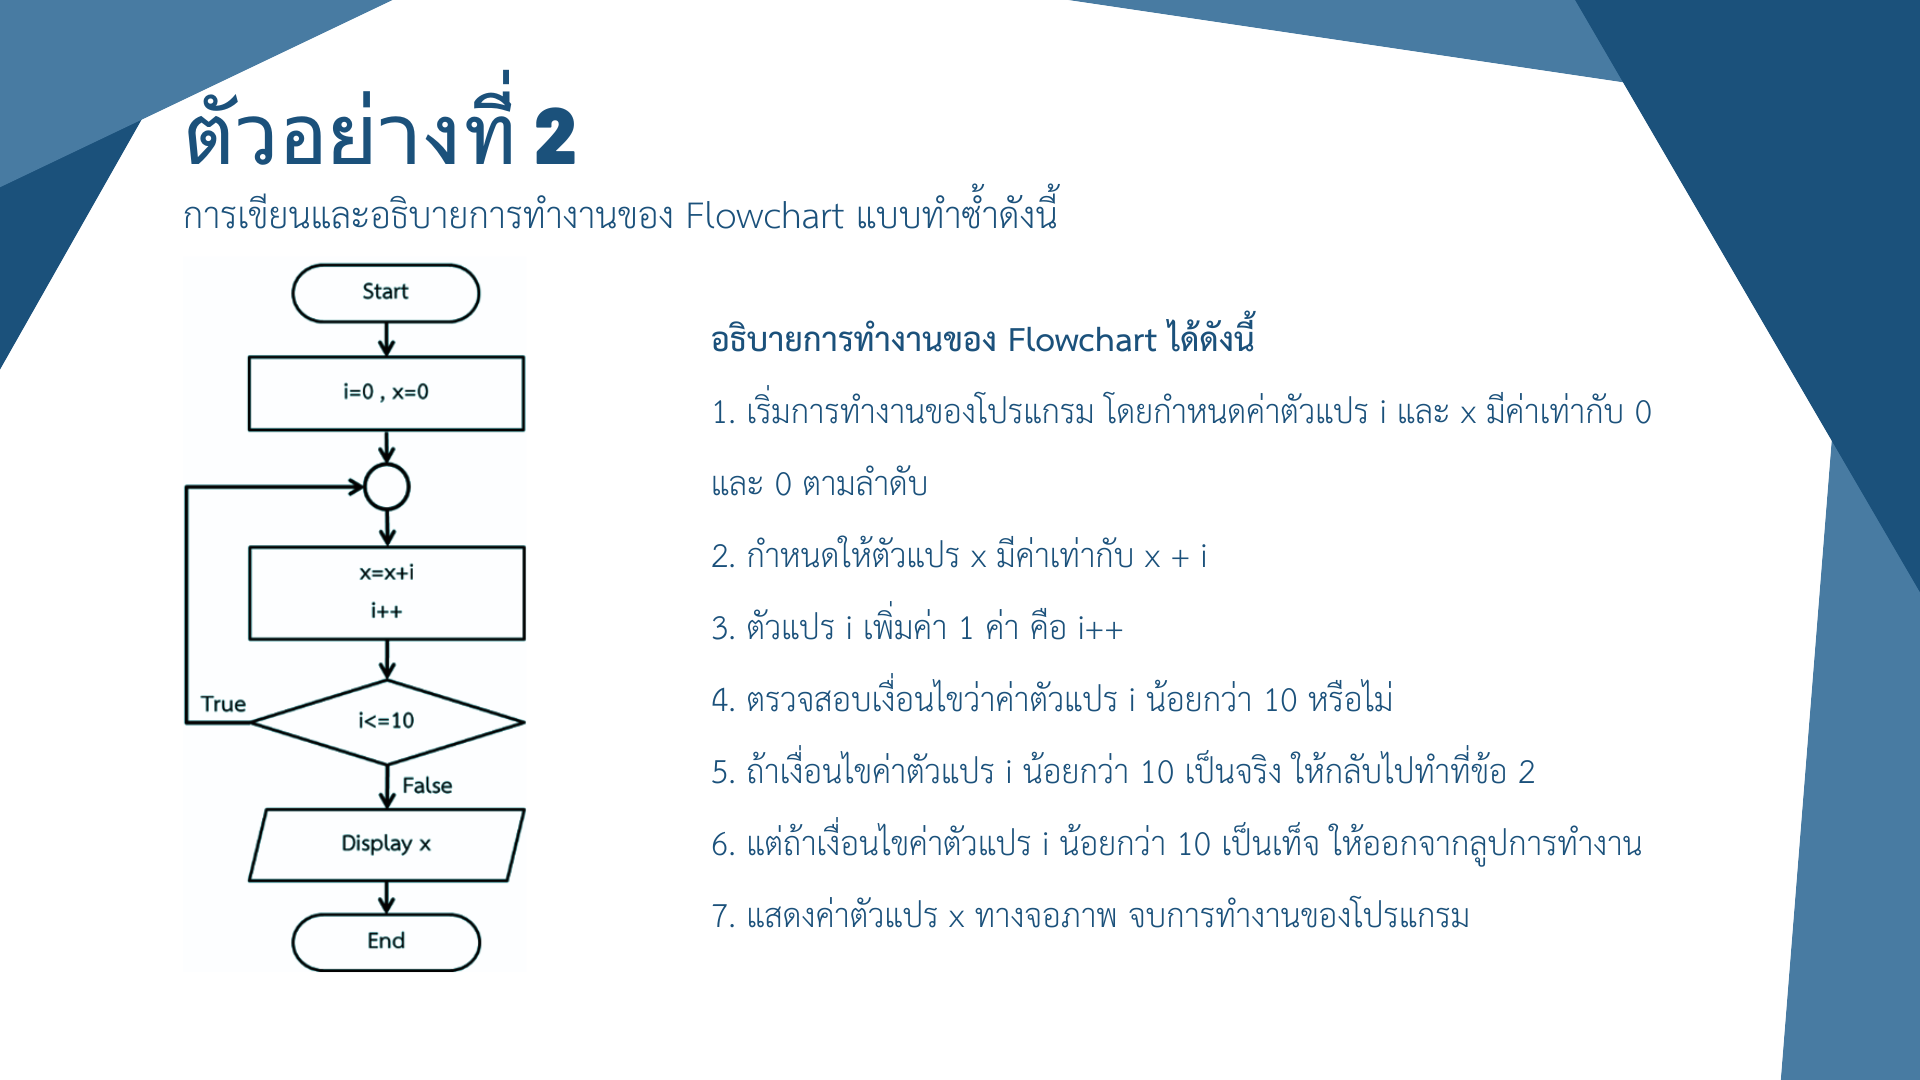 ตัวอย่างที่ 2
การเขียนและอธิบายการทำงานของ Flowchart แบบทำซ้ำดังนี้
Start
i=0 , x=0
x=x+i
i++
True
i<=10
False
Display x
End
อธิบายการทำงานของ Flowchart ได้ดังนี้
1. เริ่มการทำงานของโปรแกรม โดยกำหนดค่าตัวแปร i และ x มีค่าเท่ากับ 0
และ 0 ตามลำดับ
2. กำหนดให้ตัวแปร x มีค่าเท่ากับ x + i
3. ตัวแปร i เพิ่มค่า 1 ค่า คือ i++
4. ตรวจสอบเงื่อนไขว่าค่าตัวแปร i น้อยกว่า 10 หรือไม่
5. ถ้าเงื่อนไขค่าตัวแปร i น้อยกว่า 10 เป็นจริง ให้กลับไปทำที่ข้อ 2
6. แต่ถ้าเงื่อนไขค่าตัวแปร i น้อยกว่า 10 เป็นเท็จ ให้ออกจากลูปการทำงาน
7. แสดงค่าตัวแปร x ทางจอภาพ จบการทำงานของโปรแกรม